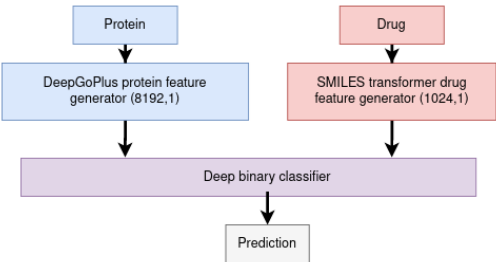 Protein
Drug
DeepGoPlus protein feature
generator (8192,1)
SMILES transformer drug
feature generator (1024,1)
Deep binary classifier
Prediction